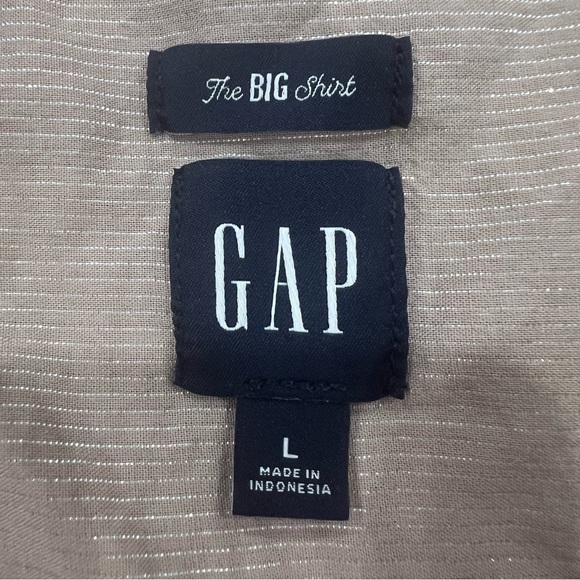 The BIG Shirt
GAP
L
MADE IN
INDONESIA